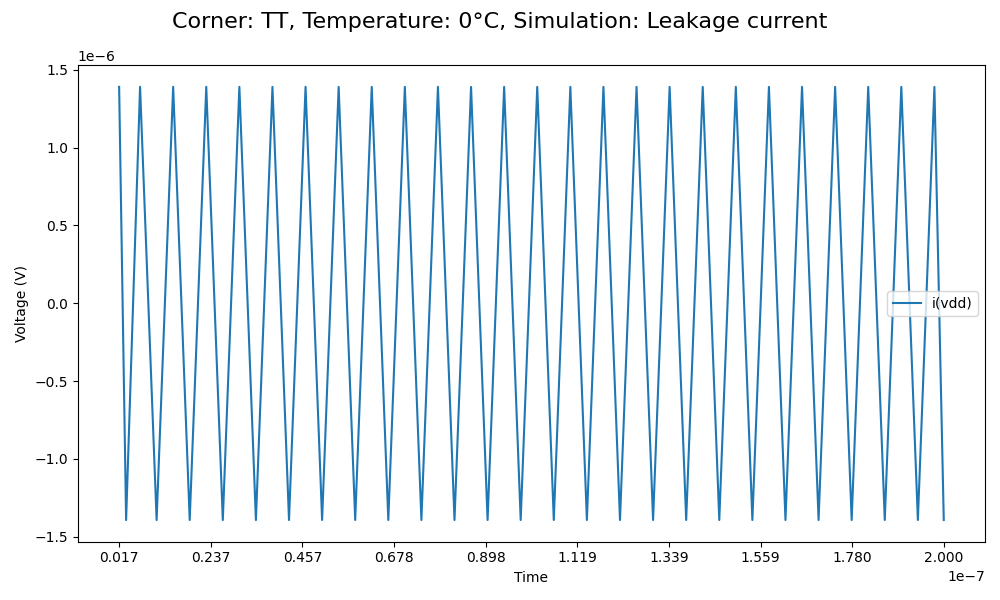 Corner: TT, Temperature: 0°C, Simulation: Leakage current
1e−6
1.5
1.0
0.5
0.0
−0.5
−1.0
−1.5
Voltage (V)
i(vdd)
0.017 0.237 0.457 0.678 0.898 1.119 1.339 1.559 1.780 2.000
Time
1e−7